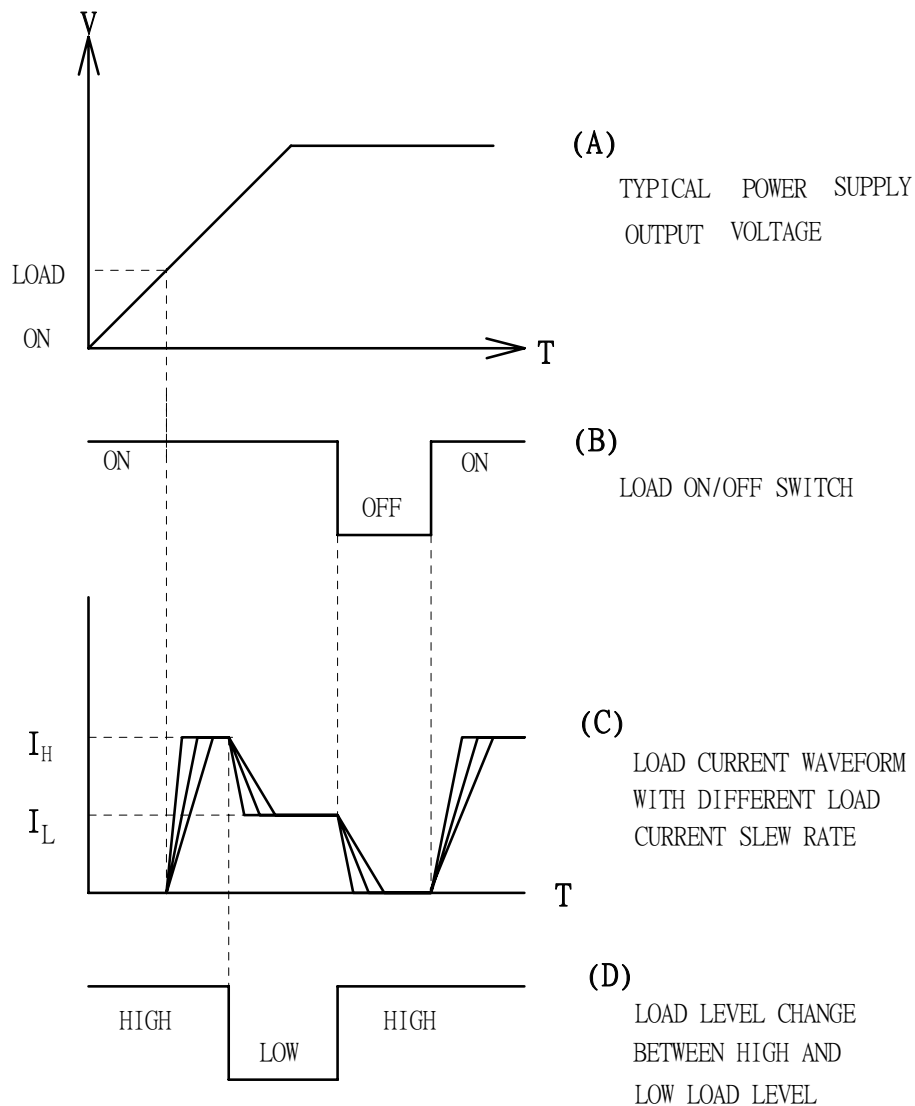 V
(A)
TYPICAL POWER SUPPLY
OUTPUT VOLTAGE
LOAD
ON
T
(B)
LOAD ON/OFF SWITCH
ON
OFF
ON
(C)
LOAD CURRENT WAVEFORM
WITH DIFFERENT LOAD
CURRENT SLEW RATE
I_H
I_L
T
(D)
LOAD LEVEL CHANGE
BETWEEN HIGH AND
LOW LOAD LEVEL
HIGH
LOW
HIGH